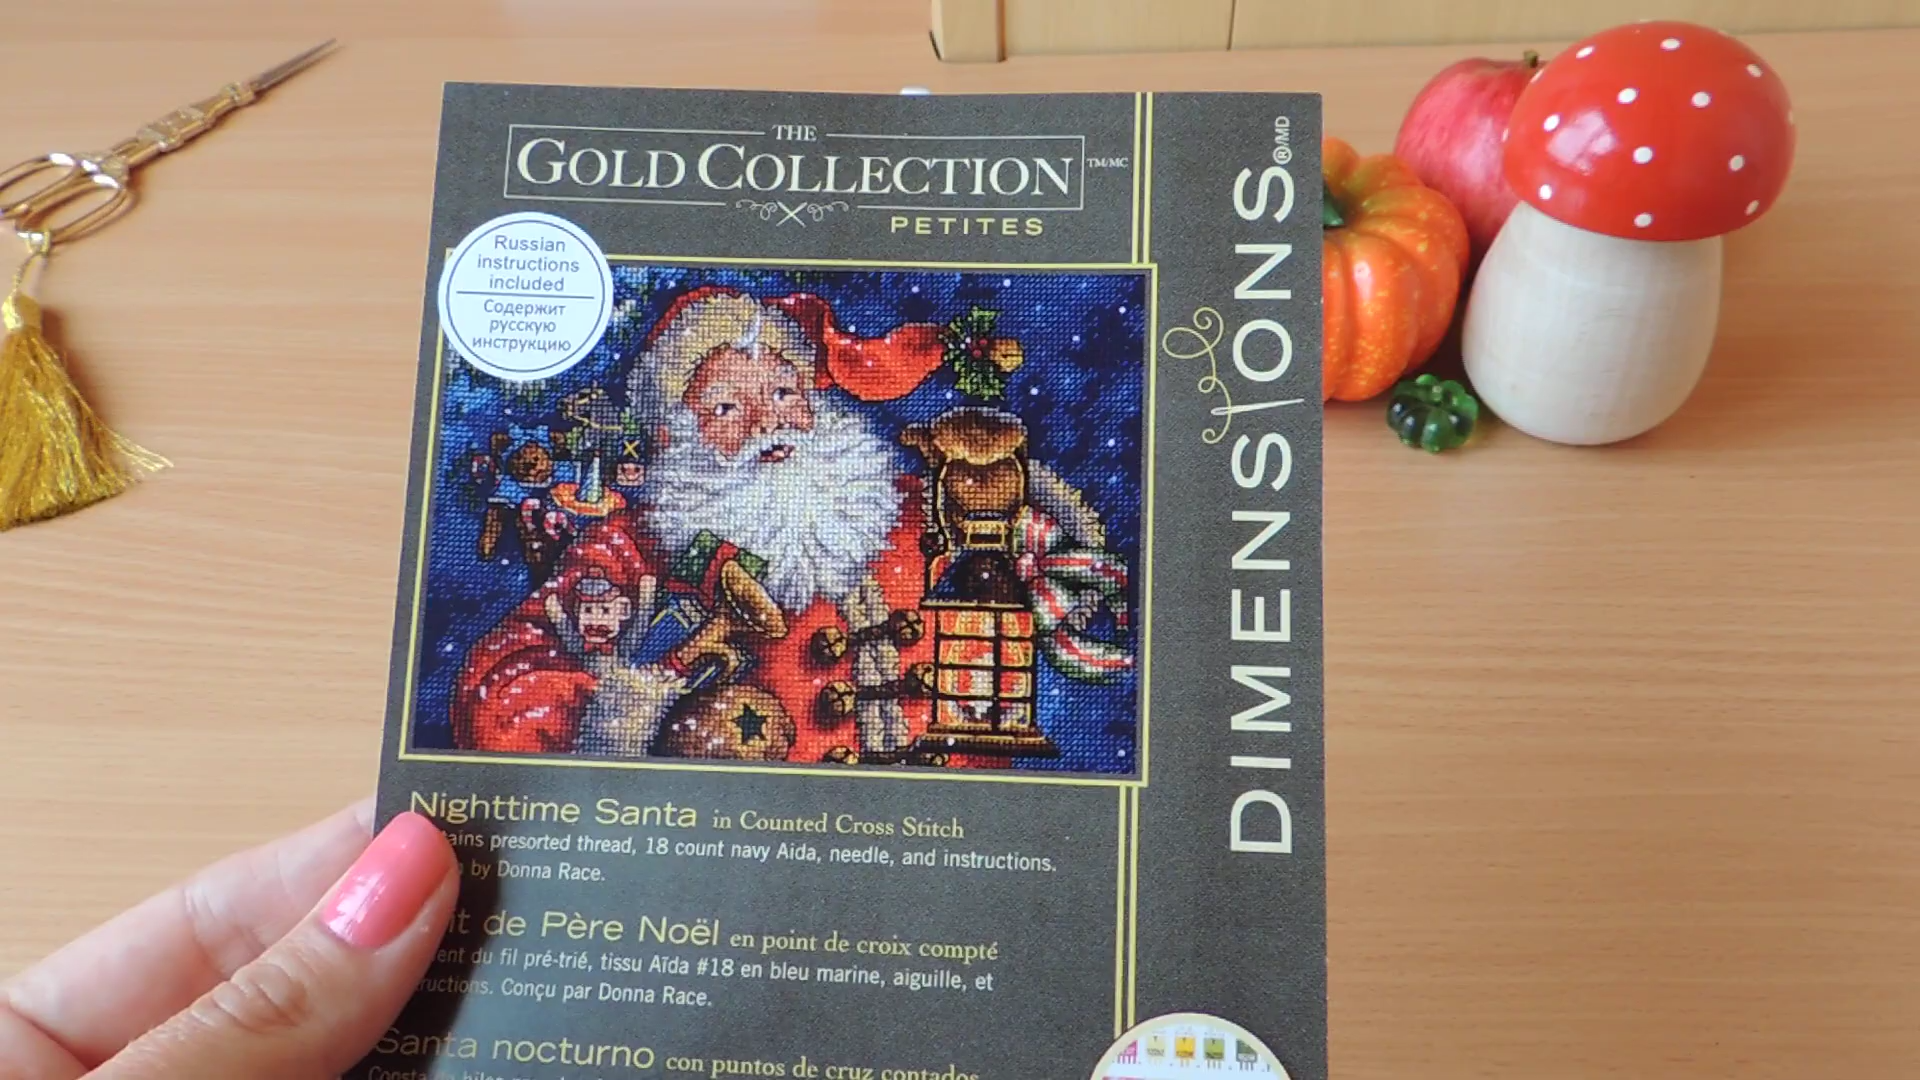 THE
GOLD COLLECTION TM/MC
PETITES
Russian
instructions
included
Содержит
русскую
инструкцию
DIMENSIONS ®/MD
Nighttime Santa in Counted Cross Stitch
presorted thread, 18 count navy Aida, needle, and instructions.
by Donna Race.
de Père Noël en point de croix compté
du fil pré-trié, tissu Aïda #18 en bleu marine, aiguille, et
Conçu par Donna Race.
Santa nocturno con puntos de cruz contados